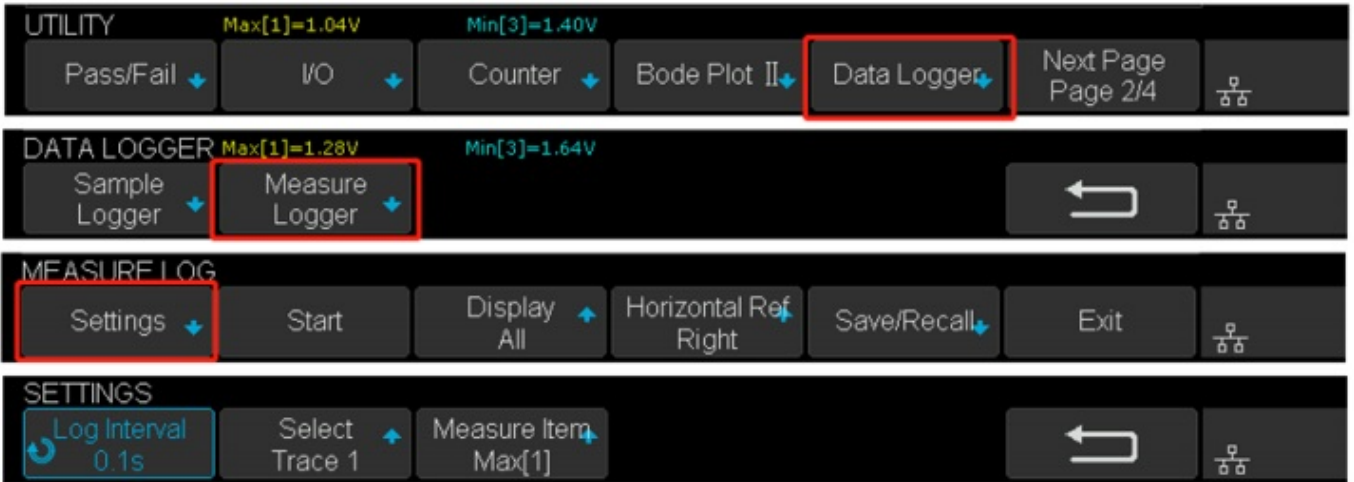 UTILITY Max[1]=1.04V Min[3]=1.40V
Pass/Fail I/O Counter Bode Plot Ⅱ Data Logger Next Page
Page 2/4
DATA LOGGER Max[1]=1.28V Min[3]=1.64V
Sample Measure
Logger Logger
MEASURE LOG
Settings Start Display Horizontal Ref Save/Recall Exit
All Right
SETTINGS
Log Interval Select Measure Item
0.1s Trace 1 Max[1]